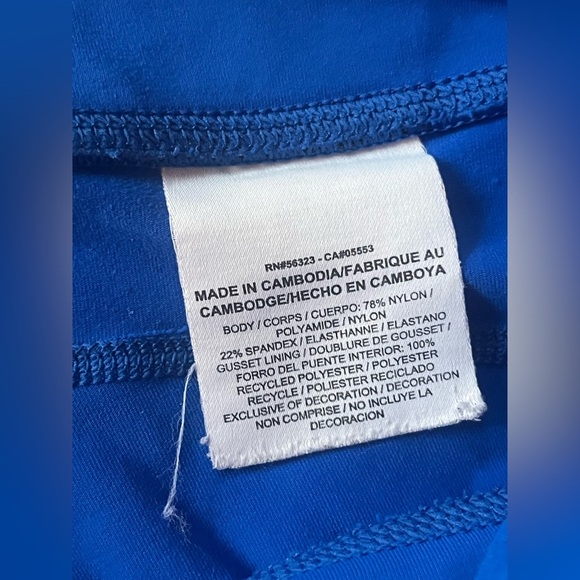 RN#56323 - CA#05553
MADE IN CAMBODIA/FABRIQUE AU
CAMBODGE/HECHO EN CAMBOYA
BODY / CORPS / CUERPO: 78% NYLON /
POLYAMIDE / NYLON
22% SPANDEX / ELASTHANNE / ELASTANO
GUSSET LINING / DOUBLURE DE GOUSSET /
FORRO DEL PUENTE INTERIOR: 100%
RECYCLED POLYESTER / POLYESTER
RECYCLE / POLIESTER RECICLADO
EXCLUSIVE OF DECORATION / DECORATION
NON COMPRISE / NO INCLUYE LA
DECORACION